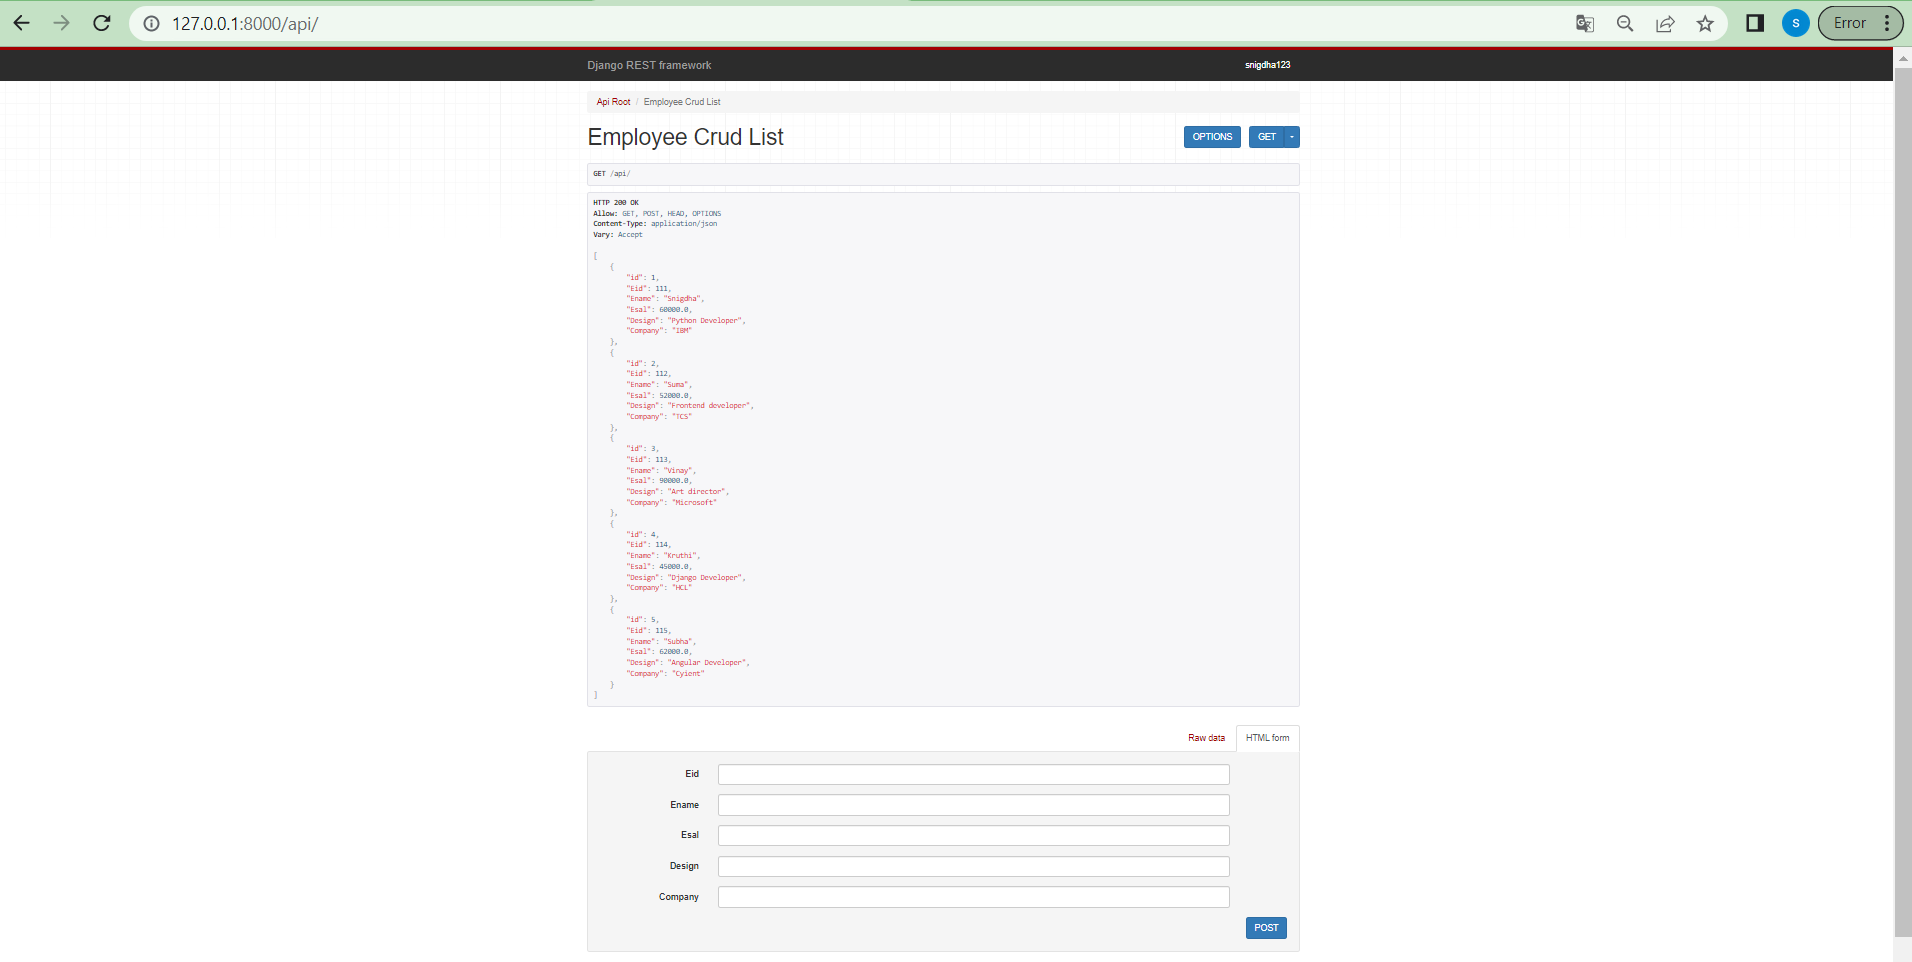 127.0.0.1:8000/api/
S
Error
Django REST framework
snigdha123
Api Root / Employee Crud List
Employee Crud List
OPTIONS
GET
GET /api/
HTTP 200 OK
Allow: GET, POST, HEAD, OPTIONS
Content-Type: application/json
Vary: Accept
[
{
"id": 1,
"Eid": 111,
"Ename": "Snigdha",
"Esal": 60000.0,
"Design": "Python Developer",
"Company": "IBM"
},
{
"id": 2,
"Eid": 112,
"Ename": "Suma",
"Esal": 52000.0,
"Design": "Frontend developer",
"Company": "TCS"
},
{
"id": 3,
"Eid": 113,
"Ename": "Vinay",
"Esal": 90000.0,
"Design": "Art director",
"Company": "Microsoft"
},
{
"id": 4,
"Eid": 114,
"Ename": "Kruthi",
"Esal": 45000.0,
"Design": "Django Developer",
"Company": "HCL"
},
{
"id": 5,
"Eid": 115,
"Ename": "Subha",
"Esal": 62000.0,
"Design": "Angular Developer",
"Company": "Cyient"
}
]
Raw data
HTML form
Eid
Ename
Esal
Design
Company
POST